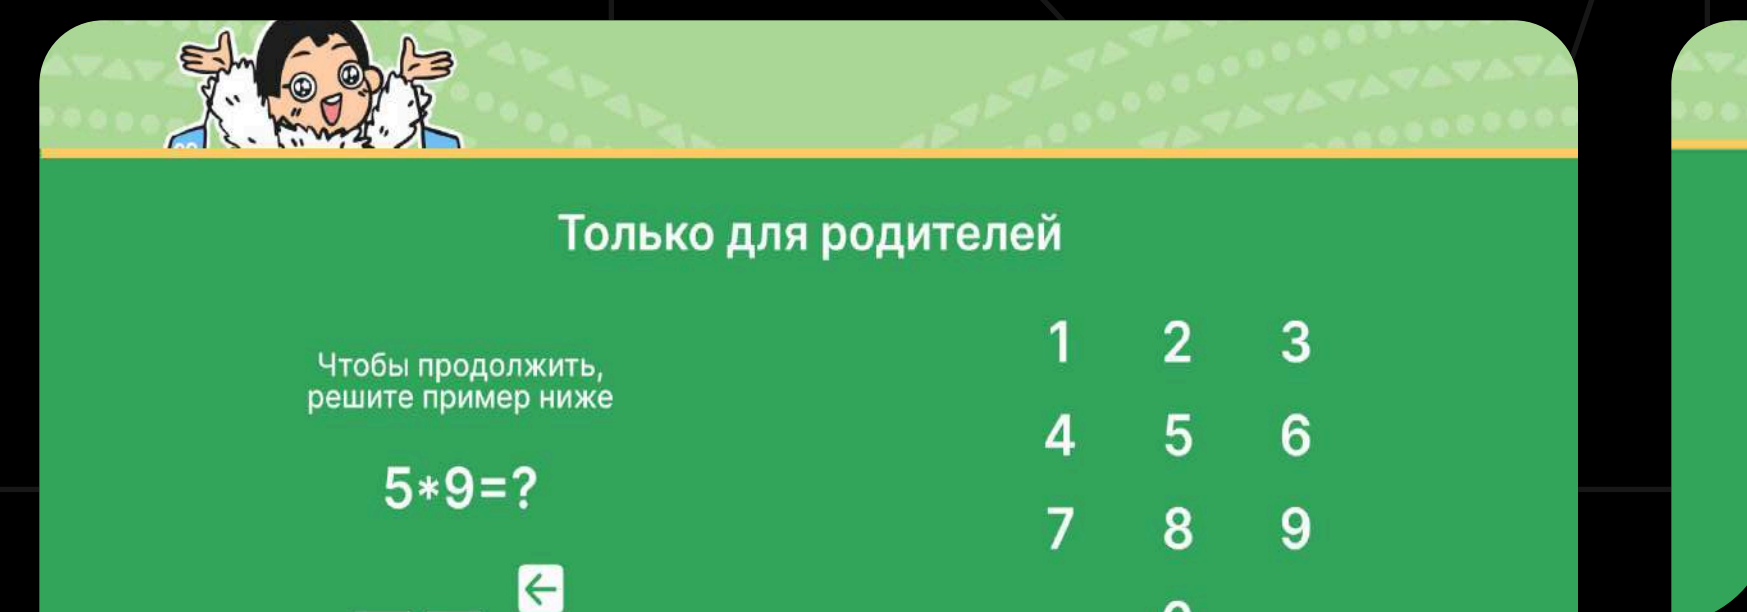 Только для родителей
Чтобы продолжить,
решите пример ниже
5*9=?
1 2 3
4 5 6
7 8 9